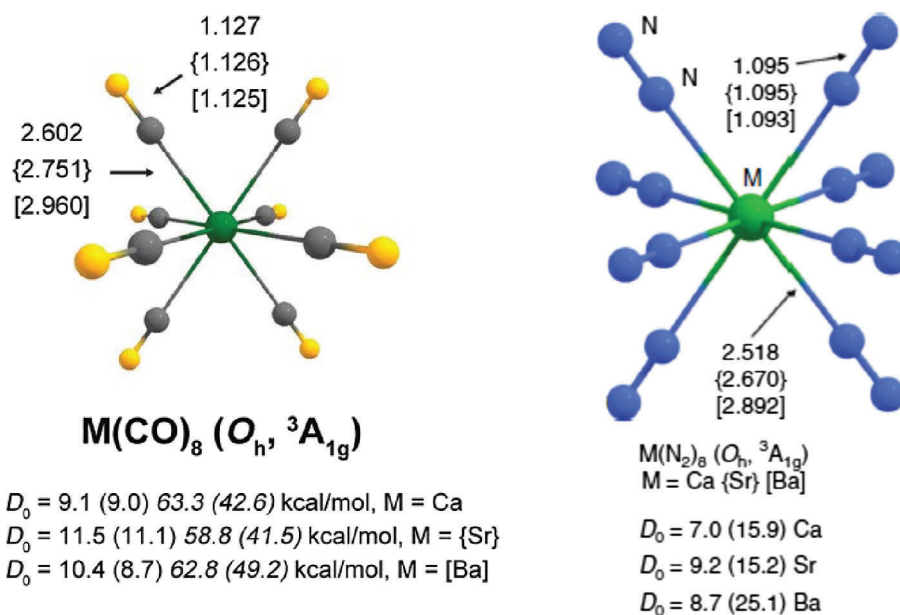 1.127
{1.126}
[1.125]
2.602
{2.751}
[2.960]
M(CO)₈ (Oₕ, ³A₁g)
D₀ = 9.1 (9.0) 63.3 (42.6) kcal/mol, M = Ca
D₀ = 11.5 (11.1) 58.8 (41.5) kcal/mol, M = {Sr}
D₀ = 10.4 (8.7) 62.8 (49.2) kcal/mol, M = [Ba]
N
N
1.095
{1.095}
[1.093]
M
2.518
{2.670}
[2.892]
M(N₂)₈ (Oₕ, ³A₁g)
M = Ca {Sr} [Ba]
D₀ = 7.0 (15.9) Ca
D₀ = 9.2 (15.2) Sr
D₀ = 8.7 (25.1) Ba